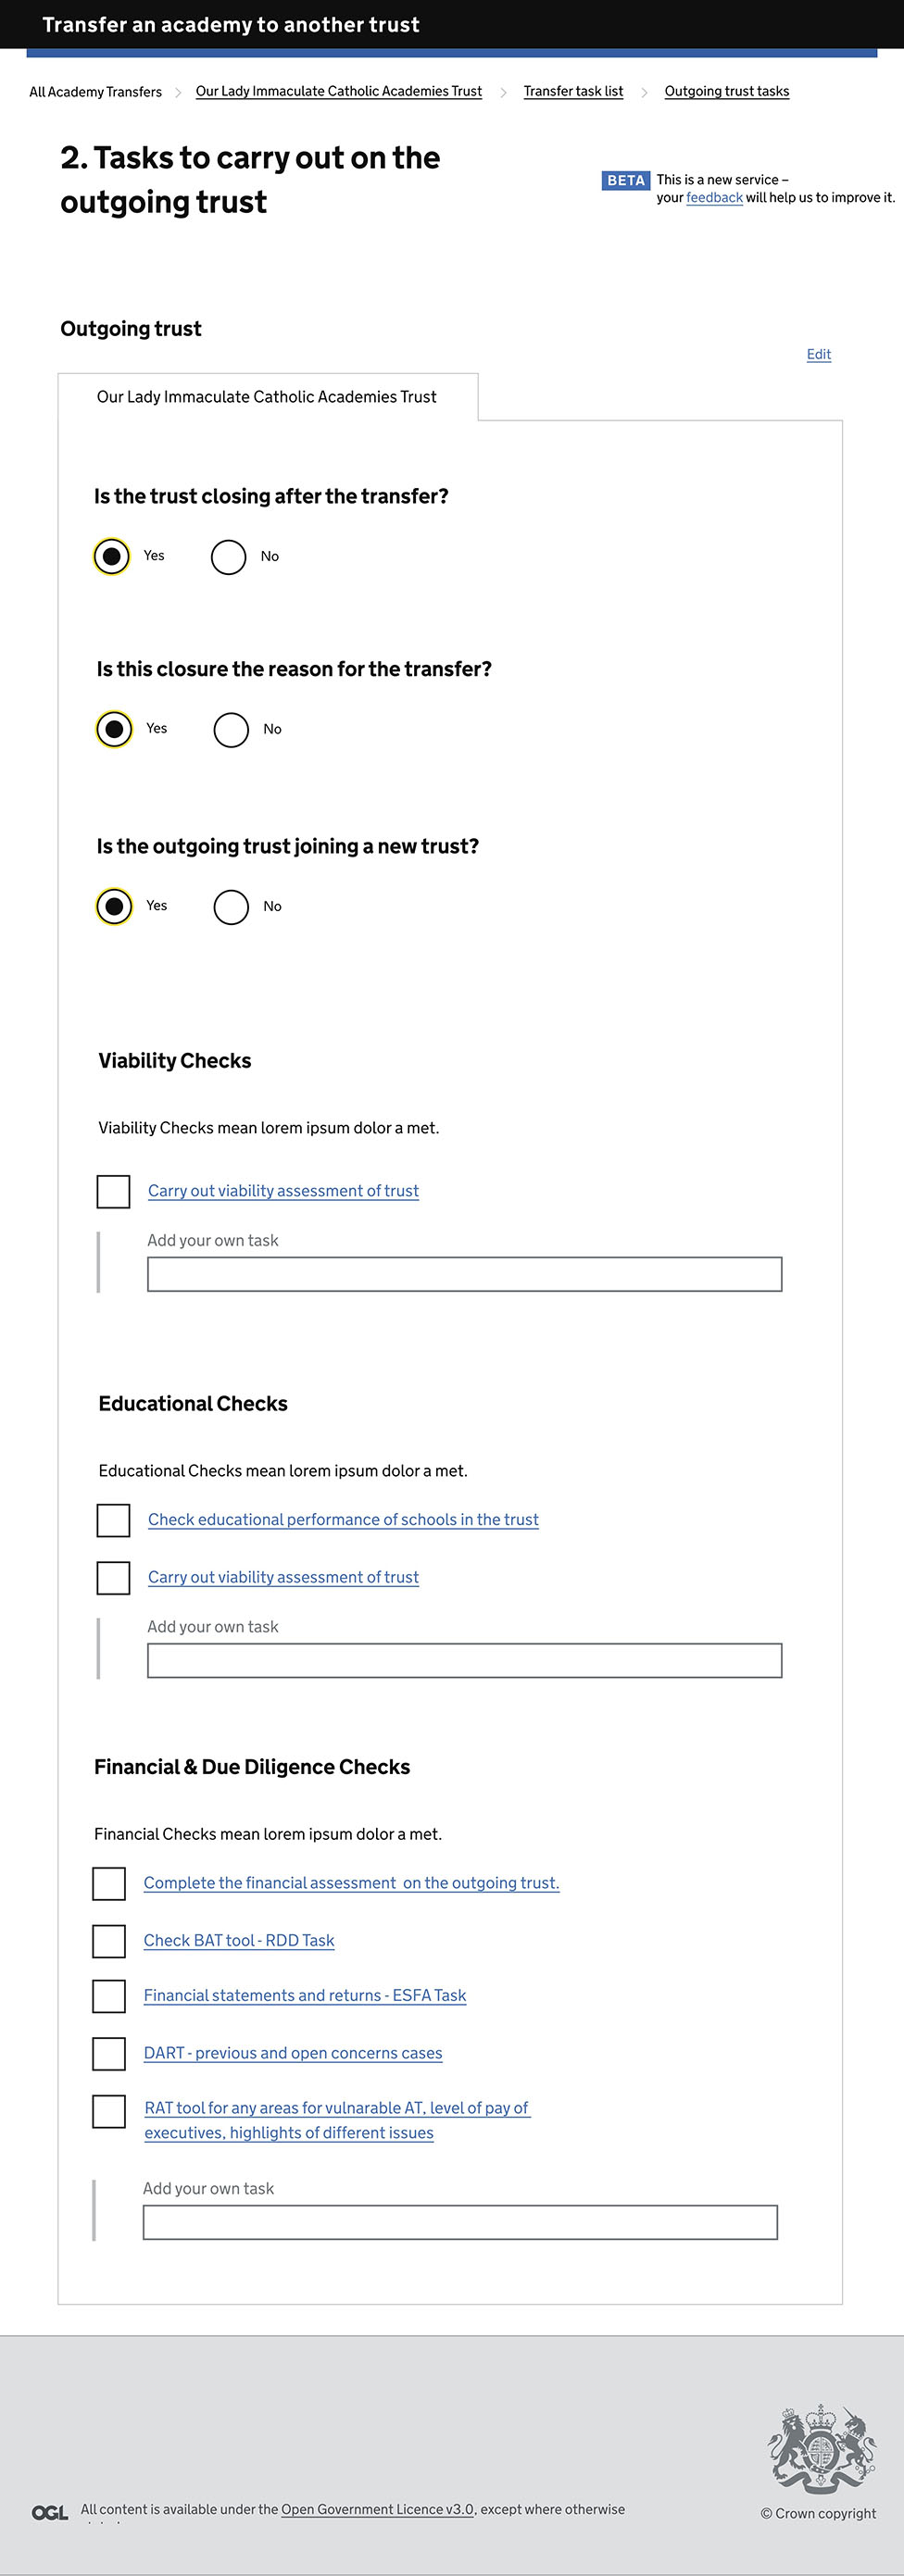 Transfer an academy to another trust
All Academy Transfers > Our Lady Immaculate Catholic Academies Trust > Transfer task list > Outgoing trust tasks
2. Tasks to carry out on the
outgoing trust
BETA This is a new service –
your feedback will help us to improve it.
Outgoing trust
Edit
Our Lady Immaculate Catholic Academies Trust
Is the trust closing after the transfer?
Yes No
Is this closure the reason for the transfer?
Yes No
Is the outgoing trust joining a new trust?
Yes No
Viability Checks
Viability Checks mean lorem ipsum dolor a met.
Carry out viability assessment of trust
Add your own task
Educational Checks
Educational Checks mean lorem ipsum dolor a met.
Check educational performance of schools in the trust
Carry out viability assessment of trust
Add your own task
Financial & Due Diligence Checks
Financial Checks mean lorem ipsum dolor a met.
Complete the financial assessment  on the outgoing trust.
Check BAT tool - RDD Task
Financial statements and returns - ESFA Task
DART - previous and open concerns cases
RAT tool for any areas for vulnarable AT, level of pay of
executives, highlights of different issues
Add your own task
OGL All content is available under the Open Government Licence v3.0, except where otherwise
© Crown copyright